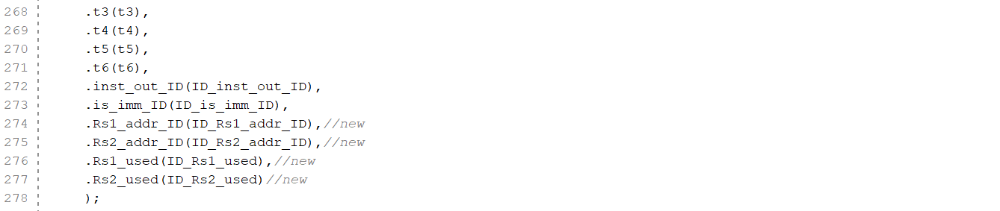 268 .t3(t3),
269 .t4(t4),
270 .t5(t5),
271 .t6(t6),
272 .inst_out_ID(ID_inst_out_ID),
273 .is_imm_ID(ID_is_imm_ID),
274 .Rs1_addr_ID(ID_Rs1_addr_ID),//new
275 .Rs2_addr_ID(ID_Rs2_addr_ID),//new
276 .Rs1_used(ID_Rs1_used),//new
277 .Rs2_used(ID_Rs2_used)//new
278 );